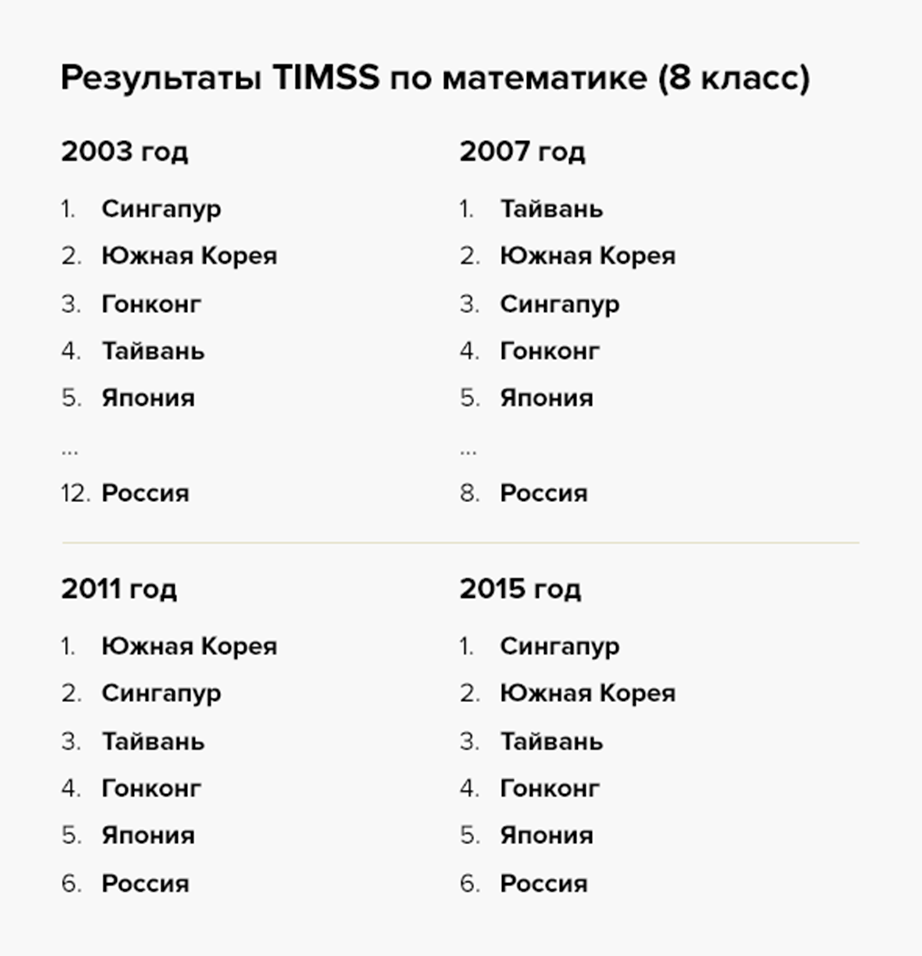 Результаты TIMSS по математике (8 класс)
2003 год
1. Сингапур
2. Южная Корея
3. Гонконг
4. Тайвань
5. Япония
...
12. Россия
2007 год
1. Тайвань
2. Южная Корея
3. Сингапур
4. Гонконг
5. Япония
...
8. Россия
2011 год
1. Южная Корея
2. Сингапур
3. Тайвань
4. Гонконг
5. Япония
6. Россия
2015 год
1. Сингапур
2. Южная Корея
3. Тайвань
4. Гонконг
5. Япония
6. Россия